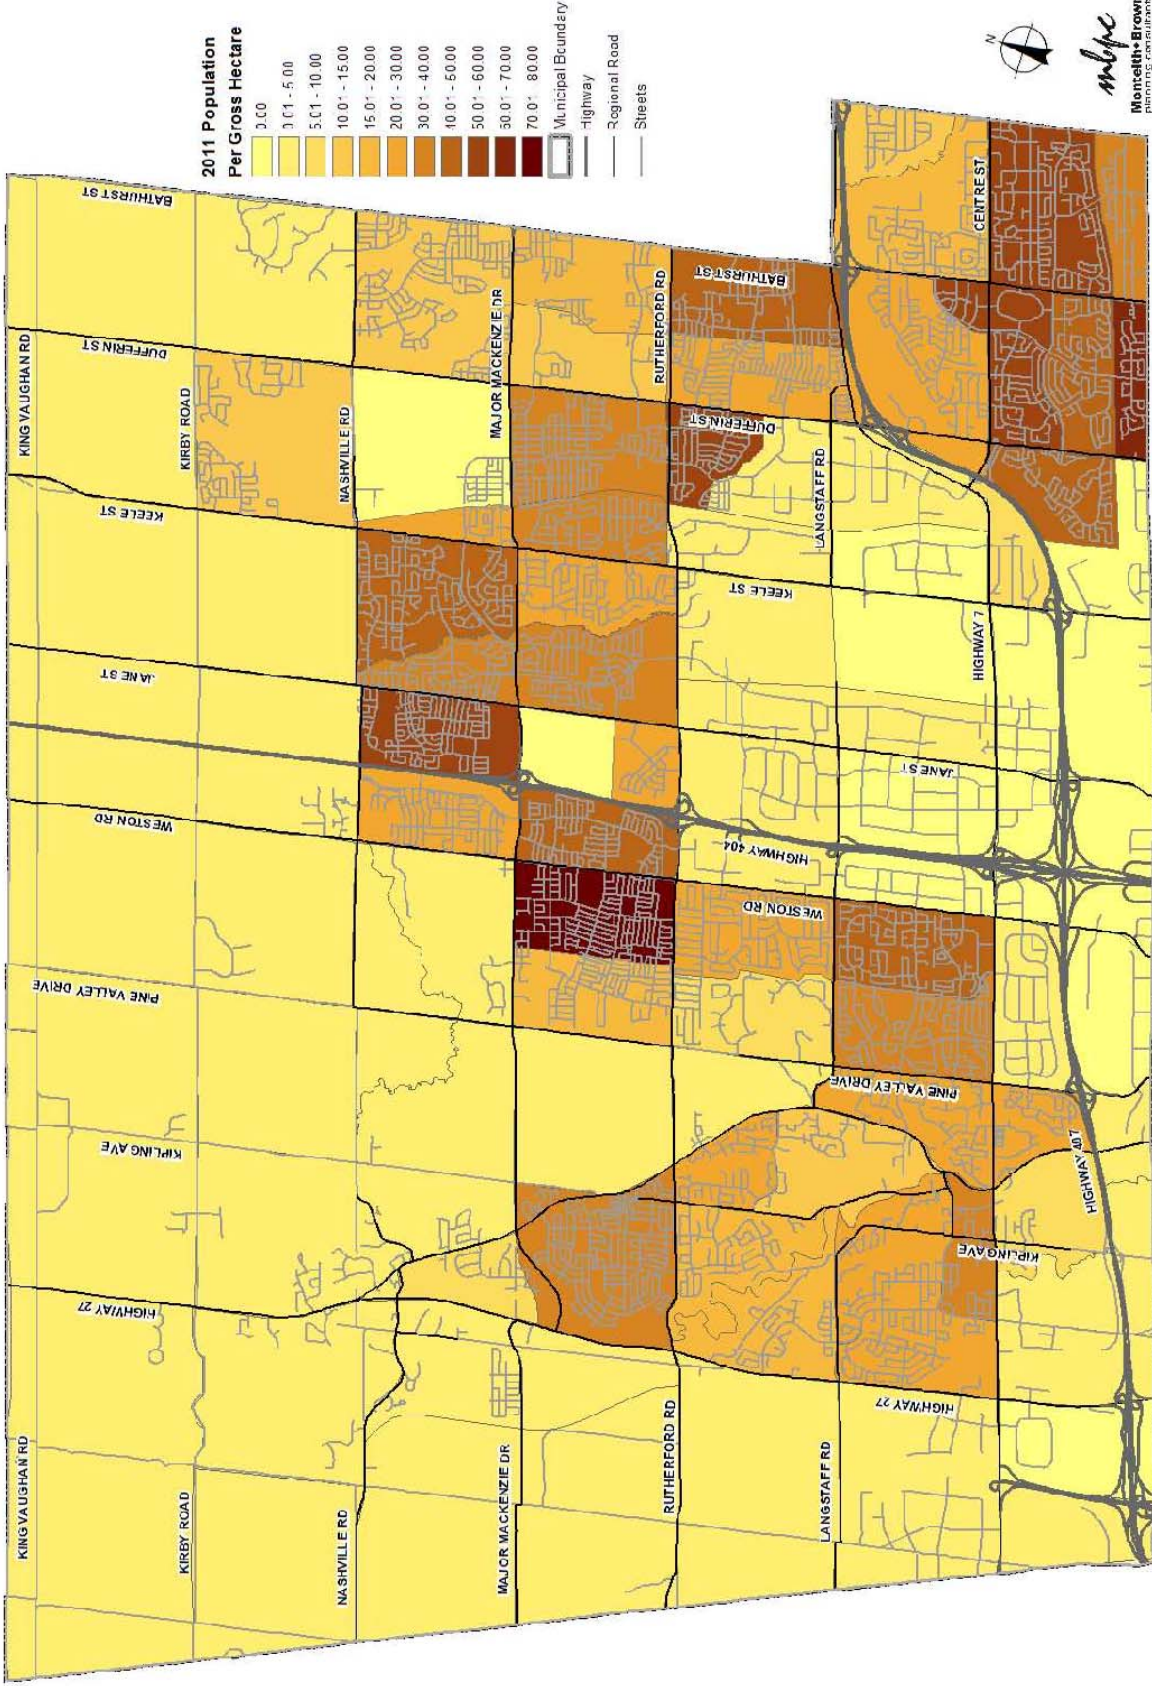 2011 Population
Per Gross Hectare
0.00
0.01 - 5.00
5.01 - 10.00
10.01 - 15.00
15.01 - 20.00
20.01 - 30.00
30.01 - 40.00
40.01 - 50.00
50.01 - 60.00
60.01 - 70.00
70.01 - 80.00
Municipal Boundary
Highway
Regional Road
Streets
N
mbpc
Monteith•Brown
planning consultants
KING VAUGHAN RD
KIRBY ROAD
NASHVILLE RD
MAJOR MACKENZIE DR
RUTHERFORD RD
LANGSTAFF RD
HIGHWAY 7
CENTRE ST
BATHURST ST
DUFFERIN ST
KEELE ST
JANE ST
WESTON RD
PINE VALLEY DRIVE
KIPLING AVE
HIGHWAY 27
BATHURST ST
DUFFERIN ST
KEELE ST
JANE ST
HIGHWAY 404
WESTON RD
PINE VALLEY DRIVE
HIGHWAY 407
KIPLING AVE
HIGHWAY 27
KING VAUGHAN RD
KIRBY ROAD
NASHVILLE RD
MAJOR MACKENZIE DR
RUTHERFORD RD
LANGSTAFF RD